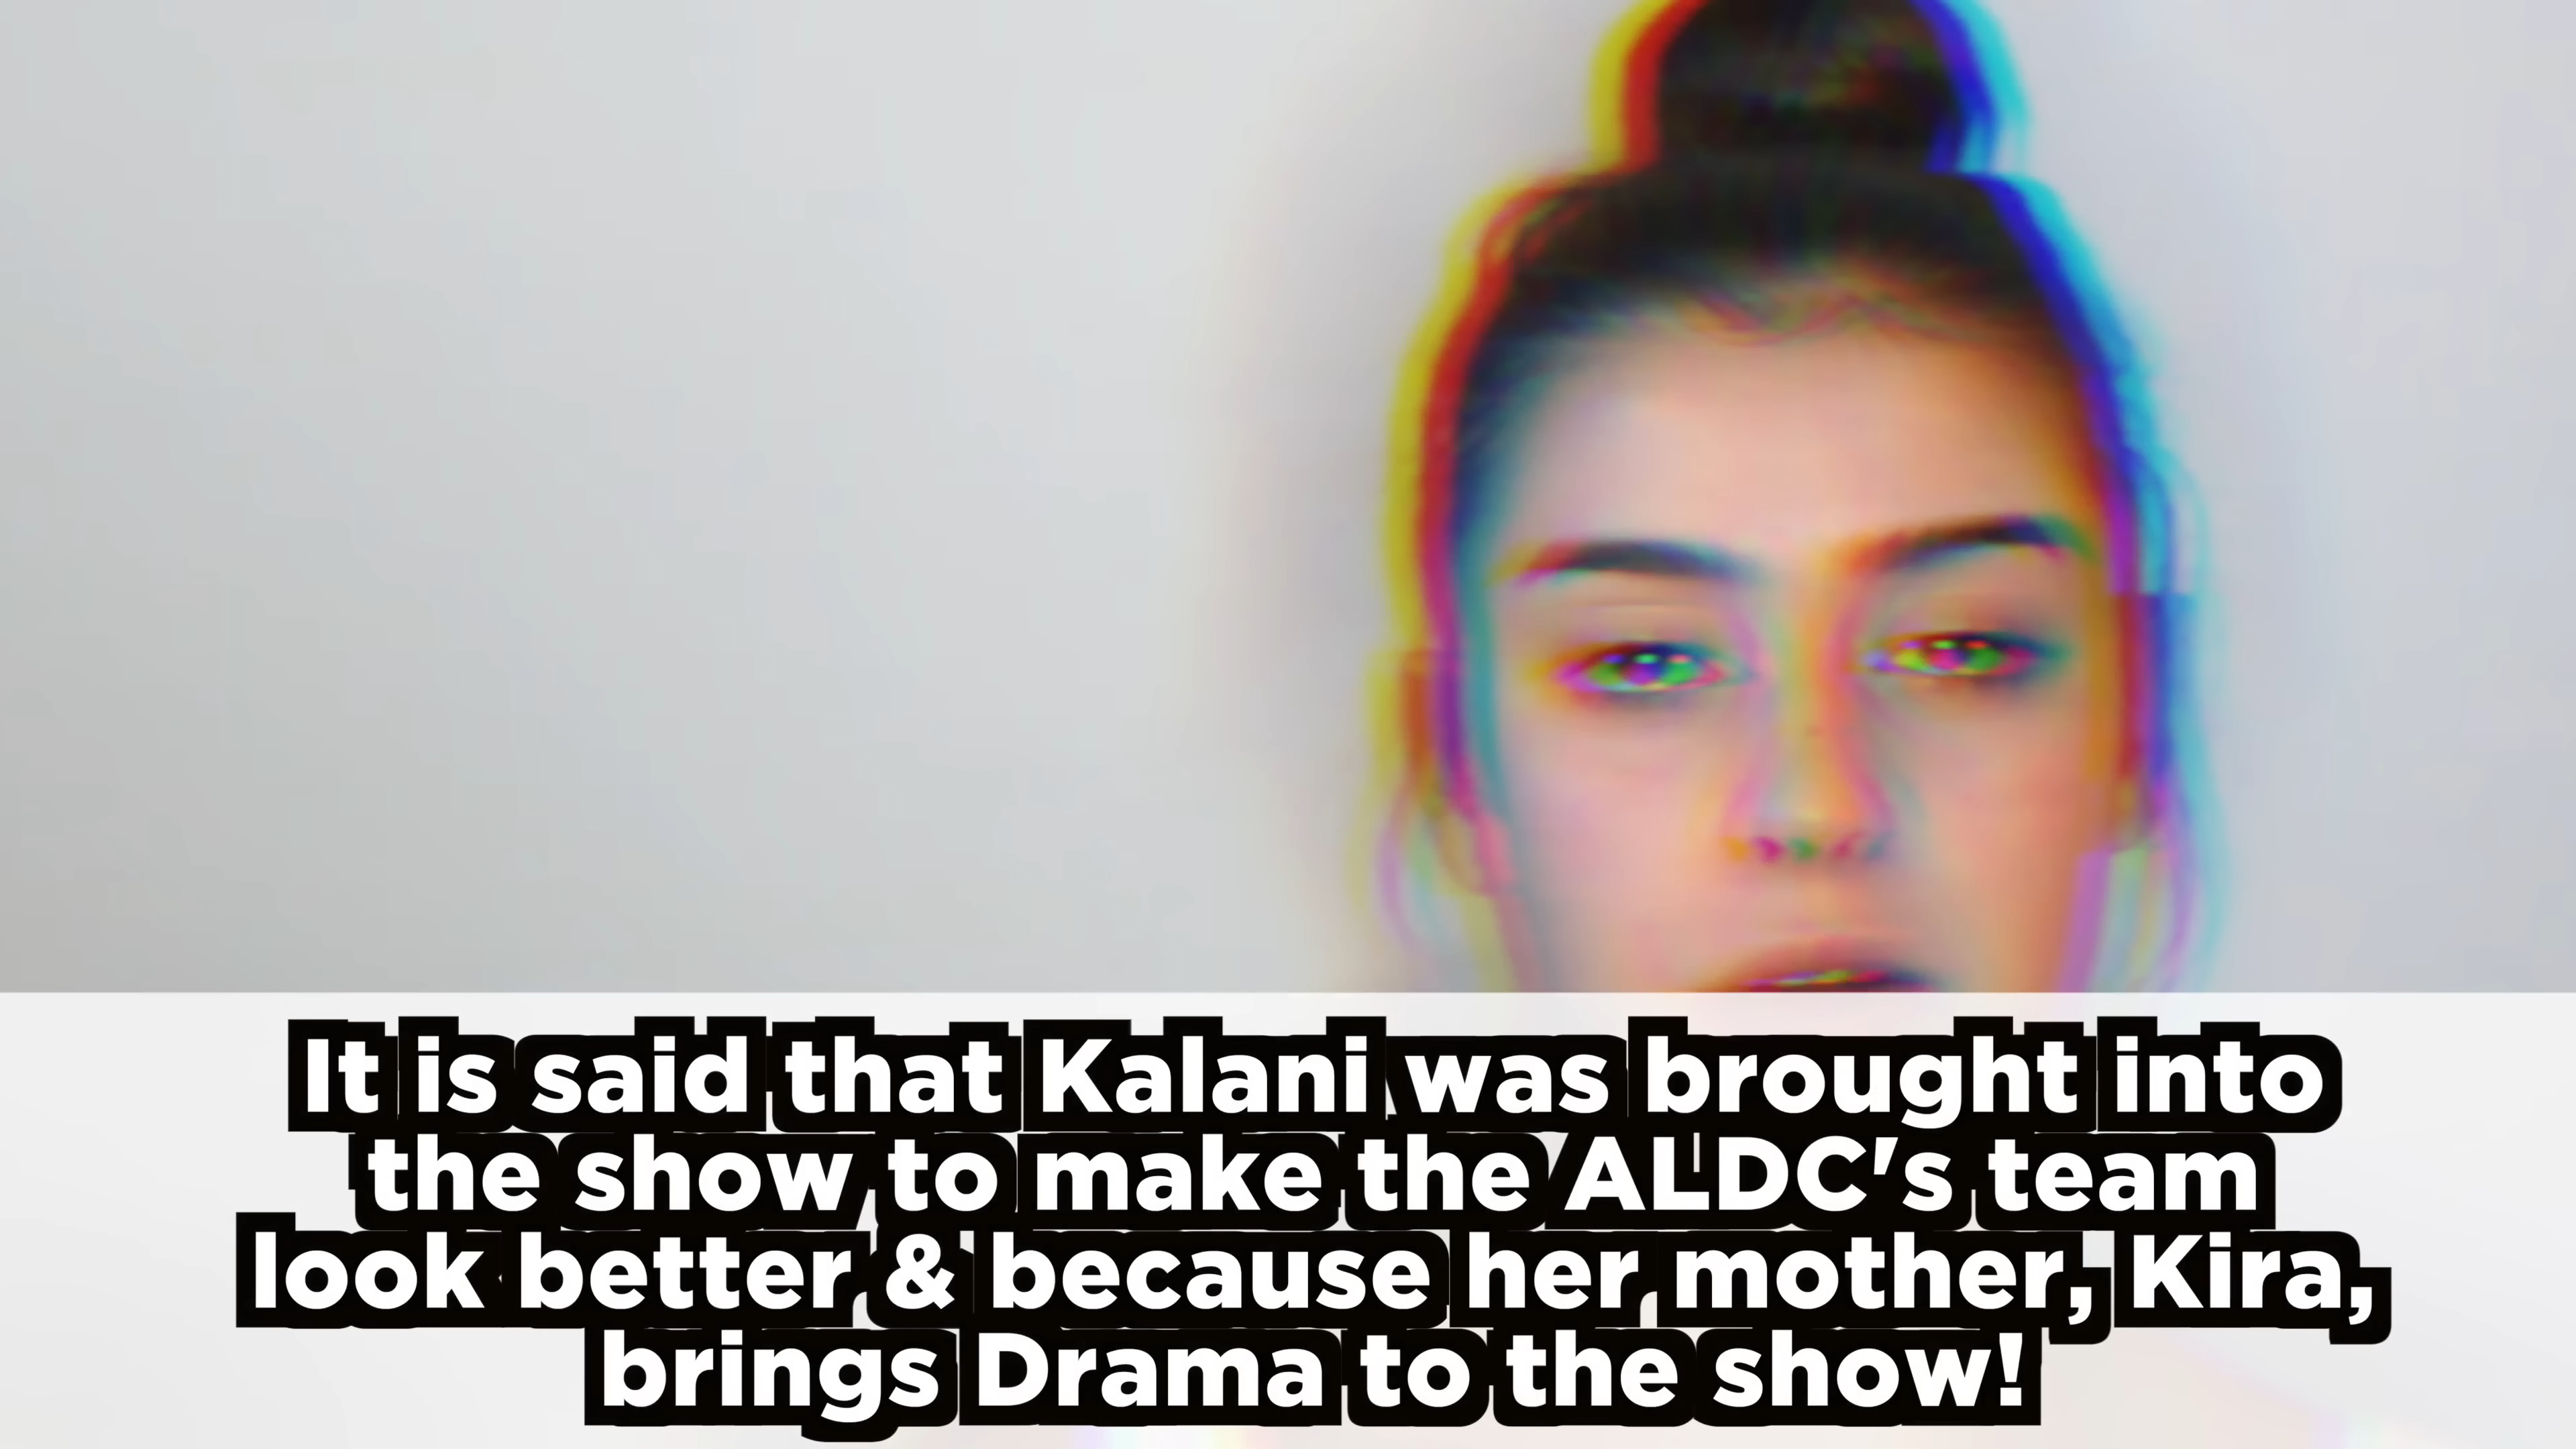 It is said that Kalani was brought into
the show to make the ALDC's team
look better & because her mother, Kira,
brings Drama to the show!